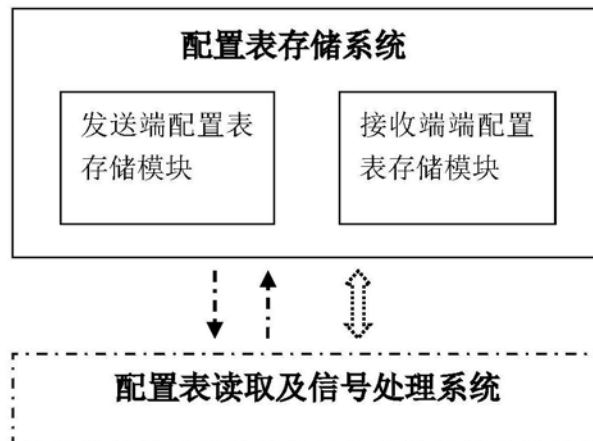 配置表存储系统
发送端配置表
存储模块
接收端端配置
表存储模块
配置表读取及信号处理系统